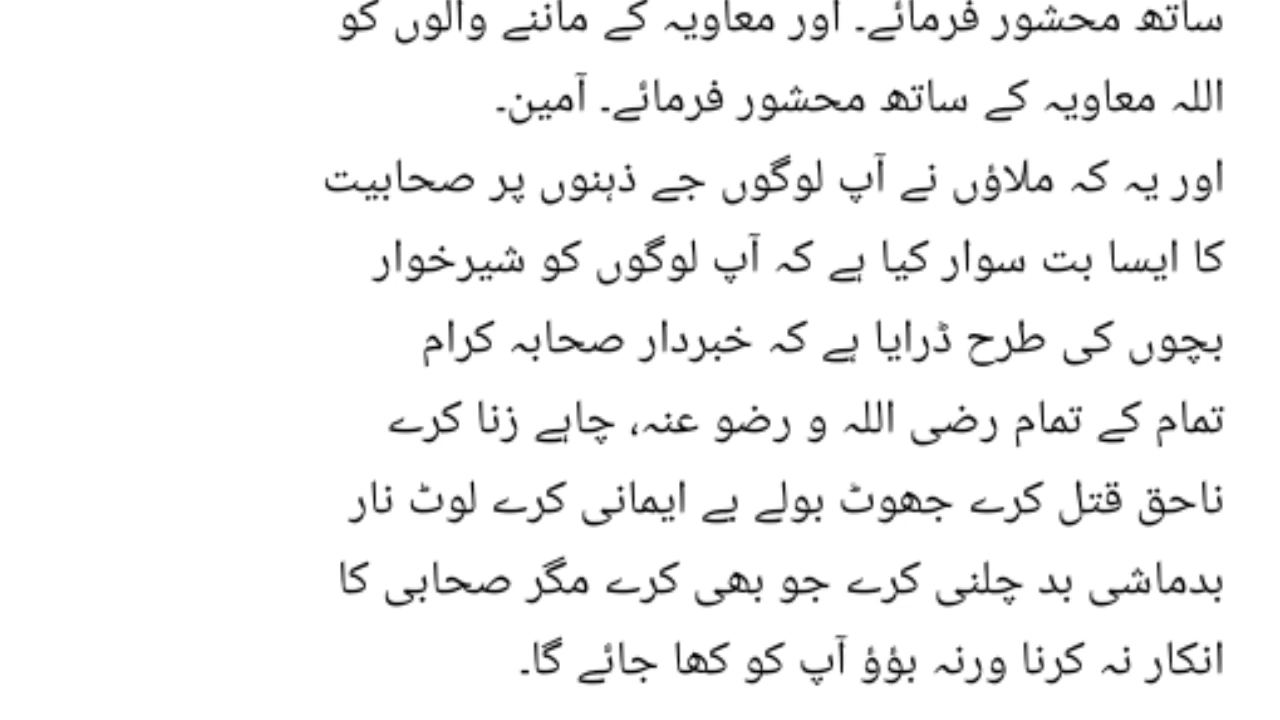 ساتھ محشور فرمائے۔ اور معاویہ کے ماننے والوں کو
اللہ معاویہ کے ساتھ محشور فرمائے۔ آمین۔
اور یہ کہ ملاؤں نے آپ لوگوں جے ذہنوں پر صحابیت
کا ایسا بت سوار کیا ہے کہ آپ لوگوں کو شیرخوار
بچوں کی طرح ڈرایا ہے کہ خبردار صحابہ کرام
تمام کے تمام رضی اللہ و رضو عنہ، چاہے زنا کرے
ناحق قتل کرے جھوٹ بولے بے ایمانی کرے لوٹ نار
بدماشی بد چلنی کرے جو بھی کرے مگر صحابی کا
انکار نہ کرنا ورنہ بؤؤ آپ کو کھا جائے گا۔